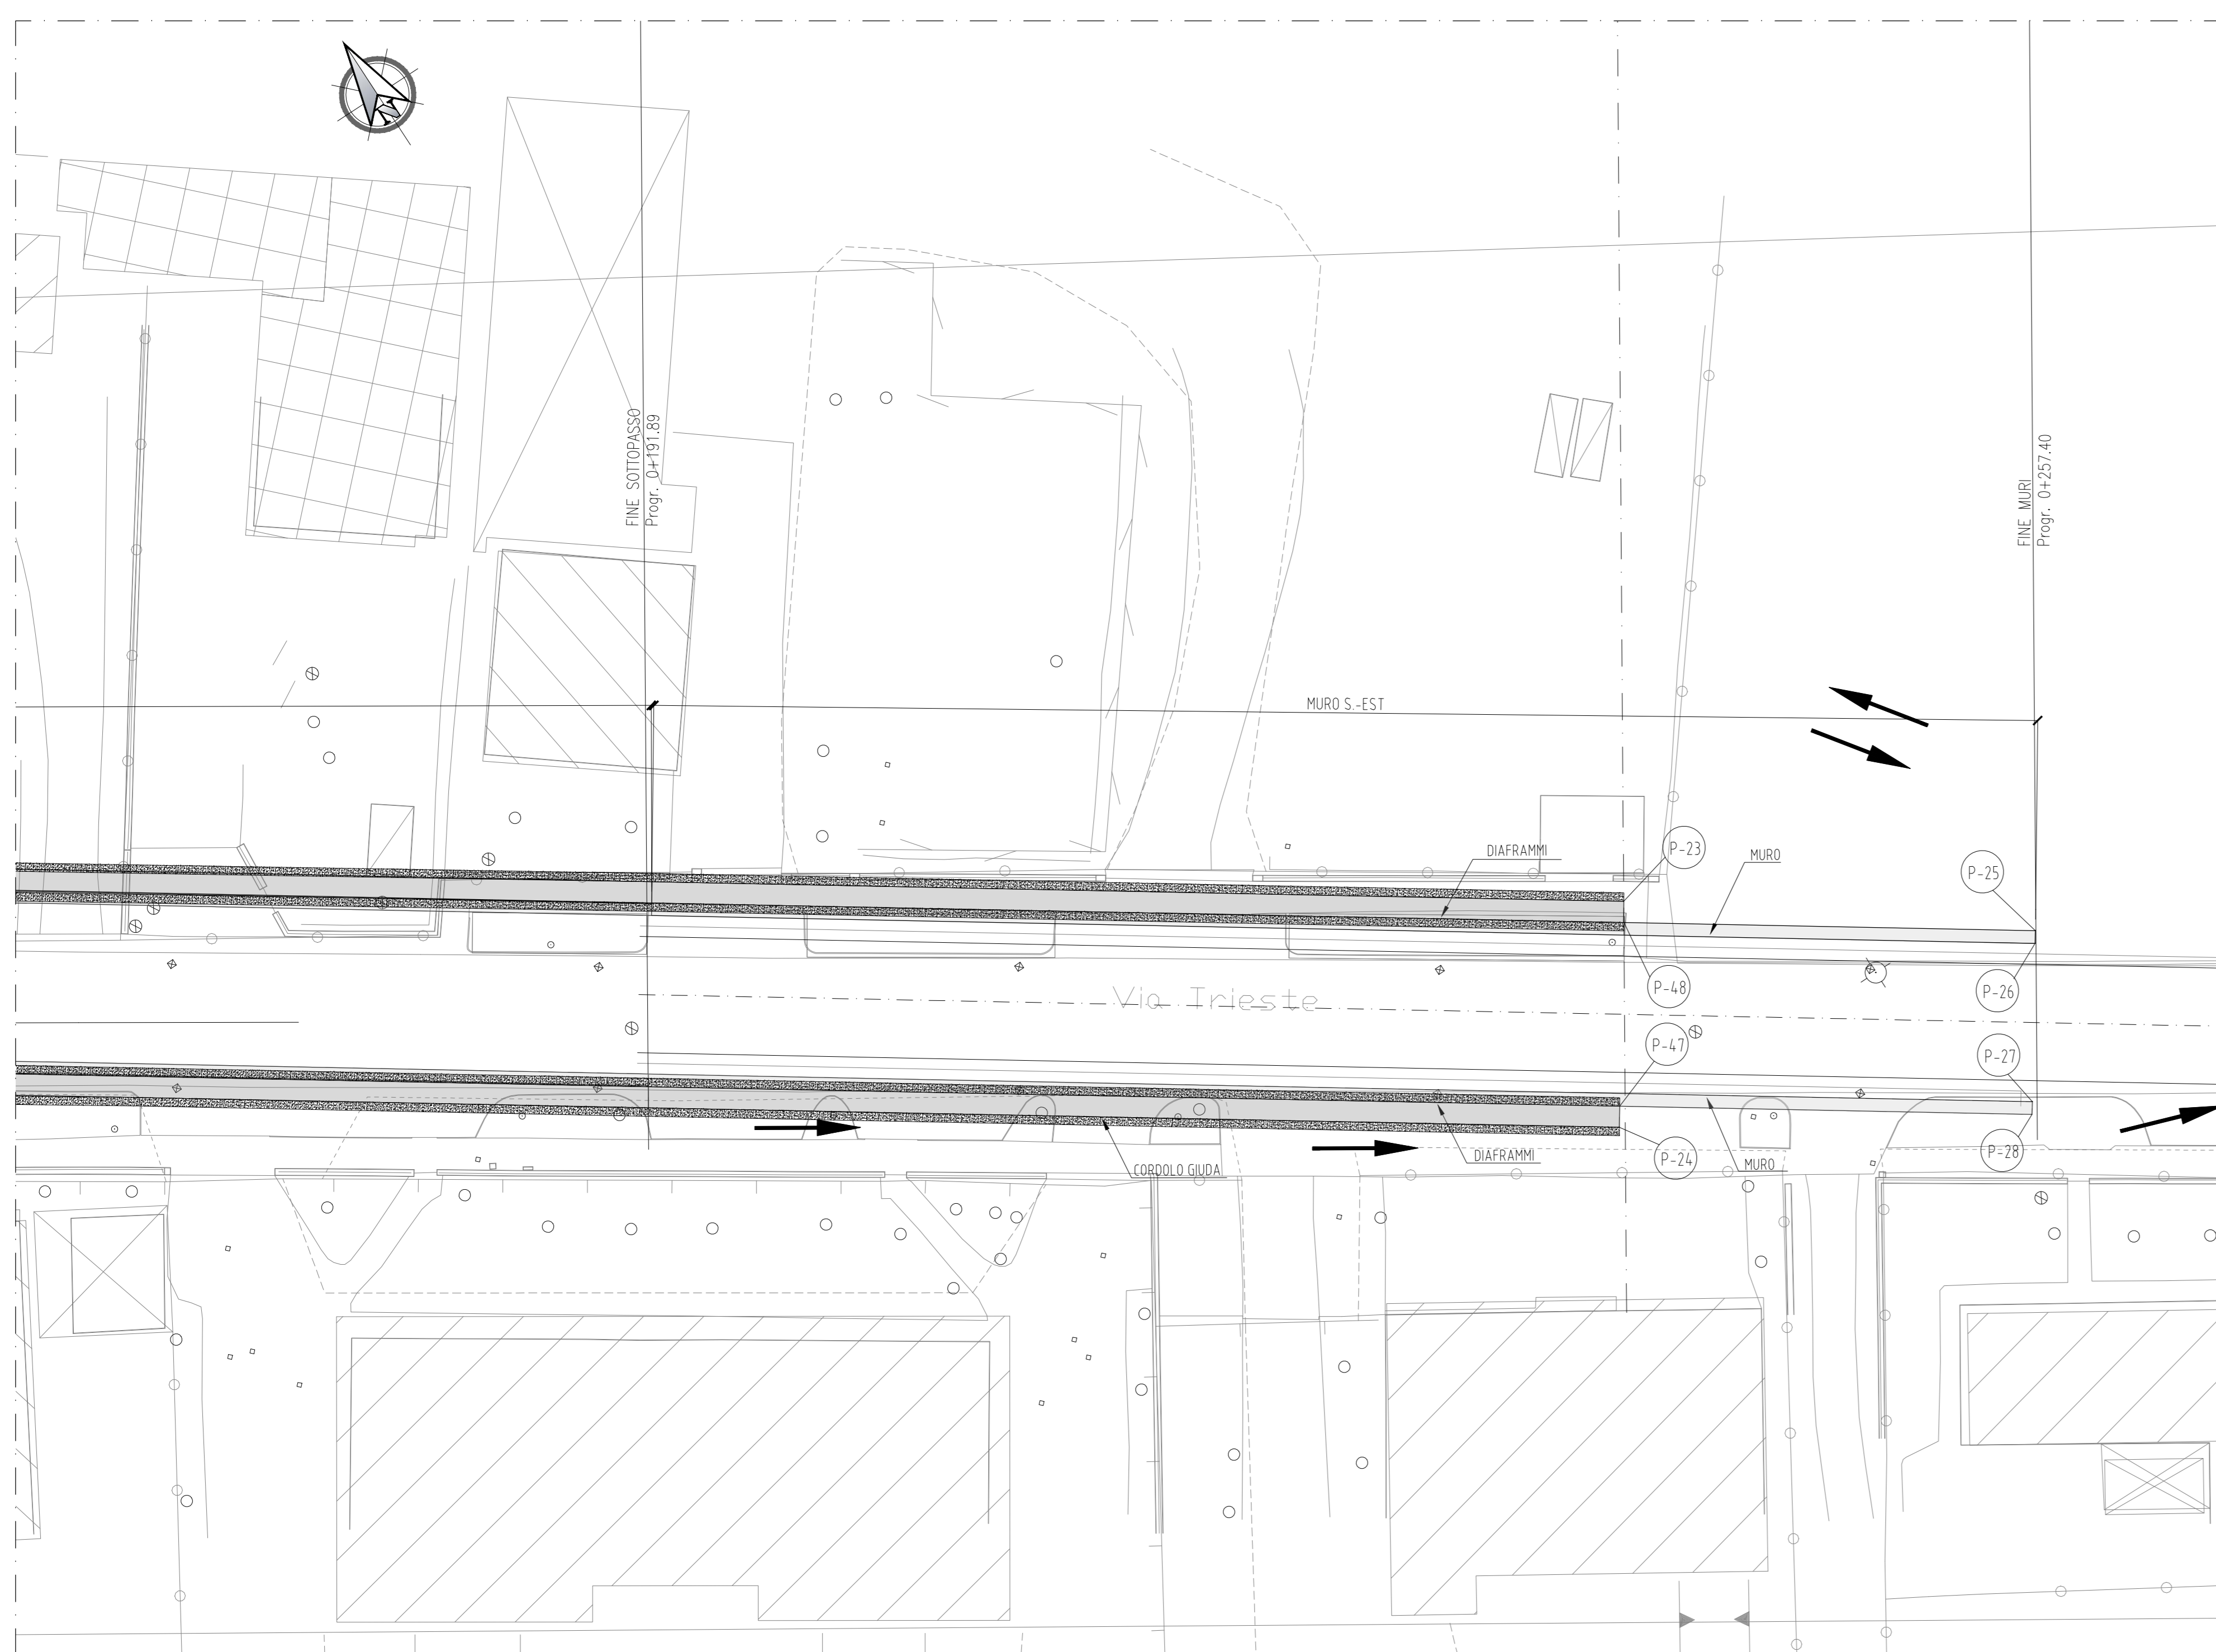 N
FINE SOTTOPASSO
Progr. 0+191.89
FINE MURI
Progr. 0+257.40
MURO S.-EST
DIAFRAMMI
P-23
MURO
P-25
P-48
P-26
Via Trieste
P-47
P-27
CORDOLO GIUDA
DIAFRAMMI
P-24
MURO
P-28